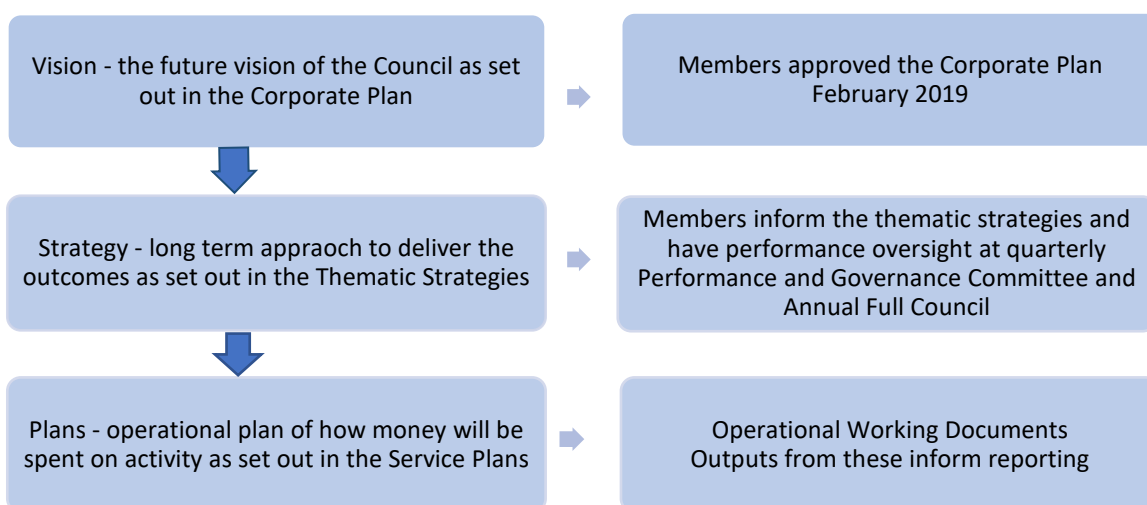 Vision - the future vision of the Council as set
out in the Corporate Plan
Members approved the Corporate Plan
February 2019
Strategy - long term appraoch to deliver the
outcomes as set out in the Thematic Strategies
Members inform the thematic strategies and
have performance oversight at quarterly
Performance and Governance Committee and
Annual Full Council
Plans - operational plan of how money will be
spent on activity as set out in the Service Plans
Operational Working Documents
Outputs from these inform reporting